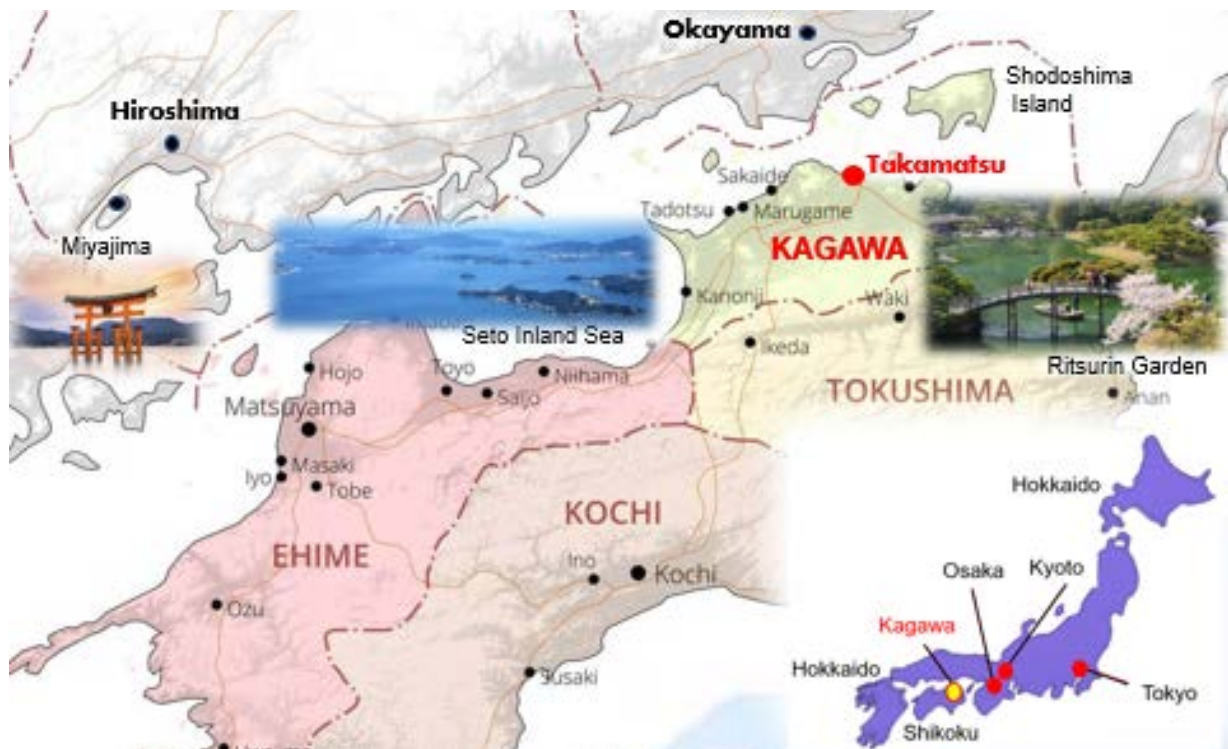 Okayama
Shodoshima
Island
Hiroshima
Takamatsu
Sakaide
Tadotsu
Marugame
Miyajima
KAGAWA
Kanonji
Waki
Seto Inland Sea
Ikeda
Ritsurin Garden
Hojo
Toyo
Niihama
Saijo
TOKUSHIMA
Anan
Matsuyama
Masaki
Iyo
Tobe
KOCHI
EHIME
Ino
Kochi
Ozu
Susaki
Hokkaido
Osaka
Kyoto
Kagawa
Hokkaido
Tokyo
Shikoku